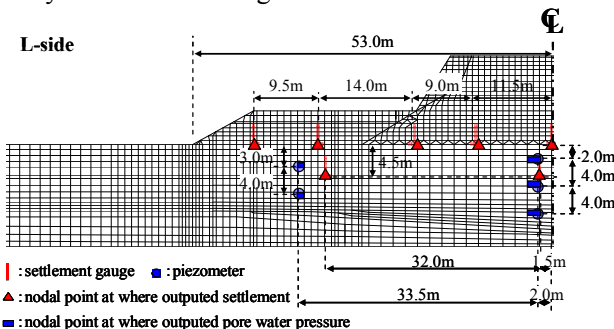 ℄
L-side
53.0m
9.5m 14.0m 9.0m 11.5m
3.0m 4.5m 2.0m
4.0m 4.0m
4.0m
32.0m 1.5m
33.5m 2.0m
: settlement gauge : piezometer
: nodal point at where outputed settlement
: nodal point at where outputed pore water pressure